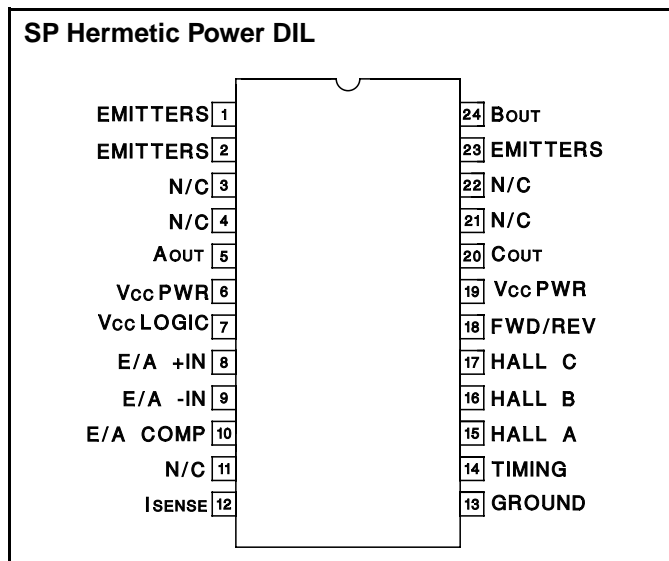 SP Hermetic Power DIL
EMITTERS 1 24 BOUT
EMITTERS 2 23 EMITTERS
N/C 3 22 N/C
N/C 4 21 N/C
AOUT 5 20 COUT
Vcc PWR 6 19 Vcc PWR
Vcc LOGIC 7 18 FWD/REV
E/A +IN 8 17 HALL C
E/A -IN 9 16 HALL B
E/A COMP 10 15 HALL A
N/C 11 14 TIMING
ISENSE 12 13 GROUND